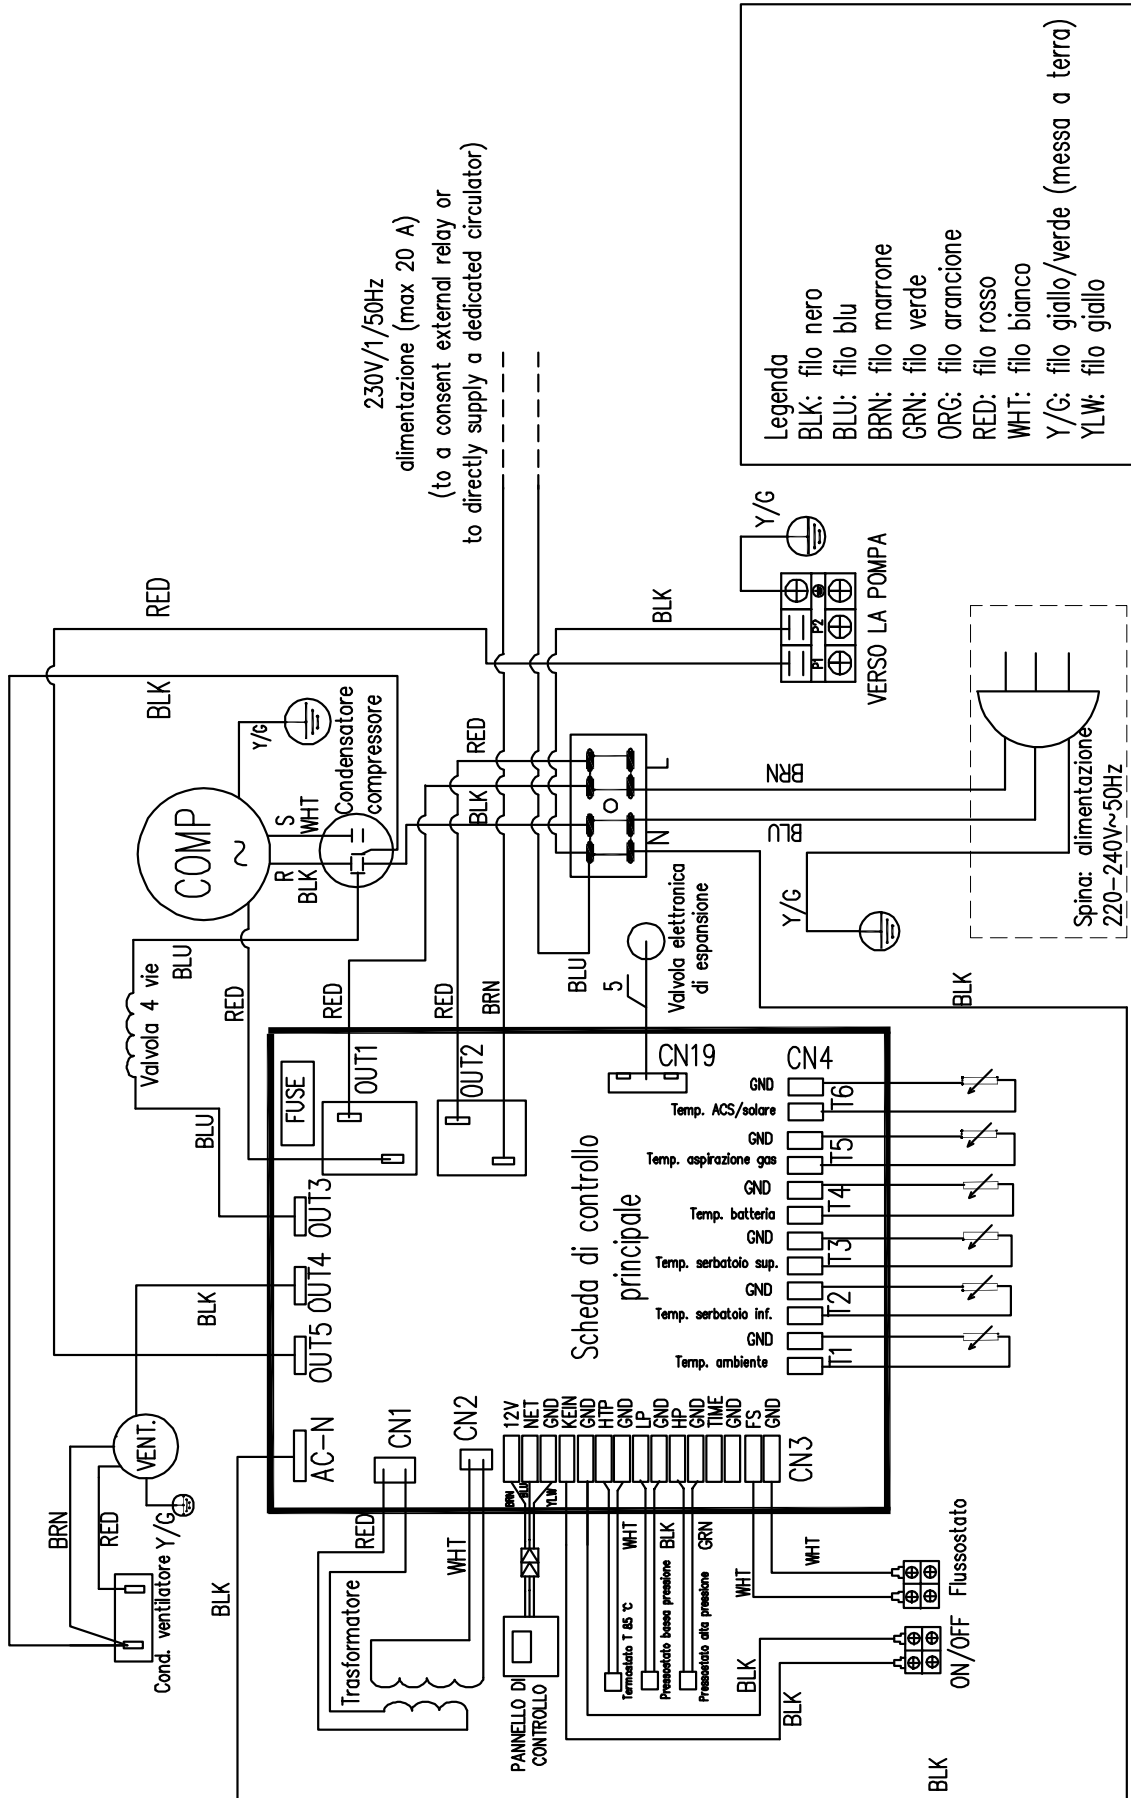 230V/1/50Hz
alimentazione (max 20 A)
(to a consent external relay or
to directly supply a dedicated circulator)
Legenda
BLK: filo nero
BLU: filo blu
BRN: filo marrone
GRN: filo verde
ORG: filo arancione
RED: filo rosso
WHT: filo bianco
Y/G: filo giallo/verde (messa a terra)
YLW: filo giallo
RED
BLK
Y/G
COMP
~
S
WHT
R
BLK
Condensatore
compressore
RED
BLK
BLK
Y/G
P1
P2
VERSO LA POMPA
L
N
BRN
BLU
Y/G
Spina: alimentazione
220-240V~50Hz
Valvola 4 vie
BLU
BLU
RED
RED
RED
BRN
BLU
5
Valvola elettronica
di espansione
BLK
FUSE
OUT1
OUT2
OUT3
OUT4
OUT5
AC-N
CN19
CN4
CN1
CN2
CN3
Scheda di controllo
principale
GND
Temp. ACS/solare
T6
GND
Temp. aspirazione gas
T5
GND
Temp. batteria
T4
GND
Temp. serbatoio sup.
T3
GND
Temp. serbatoio inf.
T2
GND
Temp. ambiente
T1
12V
NET
GND
KEIN
GND
HTP
GND
LP
GND
HP
GND
TIME
GND
FS
GND
BLK
VENT.
BRN
RED
Y/G
Cond. ventilatore
BLK
Trasformatore
RED
WHT
BRN
BLU
YLW
PANNELLO DI
CONTROLLO
Termostato T 85 °C
WHT
Pressostato bassa pressione
BLK
Pressostato alta pressione
GRN
WHT
WHT
Flussostato
BLK
BLK
ON/OFF
BLK